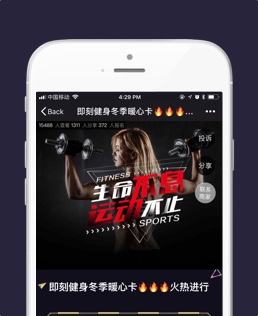 中国移动 4:29 PM
Back 即刻健身冬季暖心卡🔥🔥🔥...
15488 人查看 1311 人分享 372 人报名
投诉
分享
联系
商家
FITNESS
生命不息
运动不止
SPORTS
即刻健身冬季暖心卡🔥🔥🔥火热进行